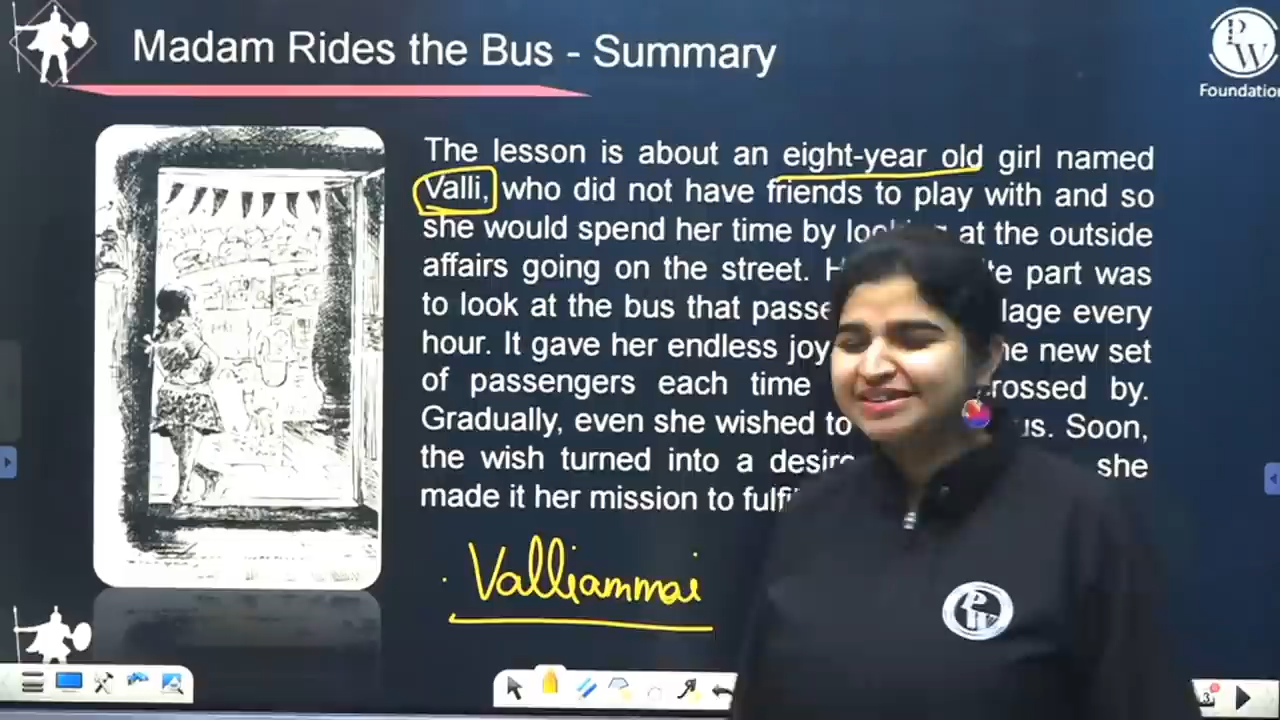 Madam Rides the Bus - Summary
PW
Foundation
The lesson is about an eight-year old girl named
Valli, who did not have friends to play with and so
she would spend her time by at the outside
affairs going on the street. part was
to look at the bus that every
hour. It gave her endless joy new set
of passengers each time by.
Gradually, even she wished to Soon,
the wish turned into a she
made it her mission to
Valliammai
PW